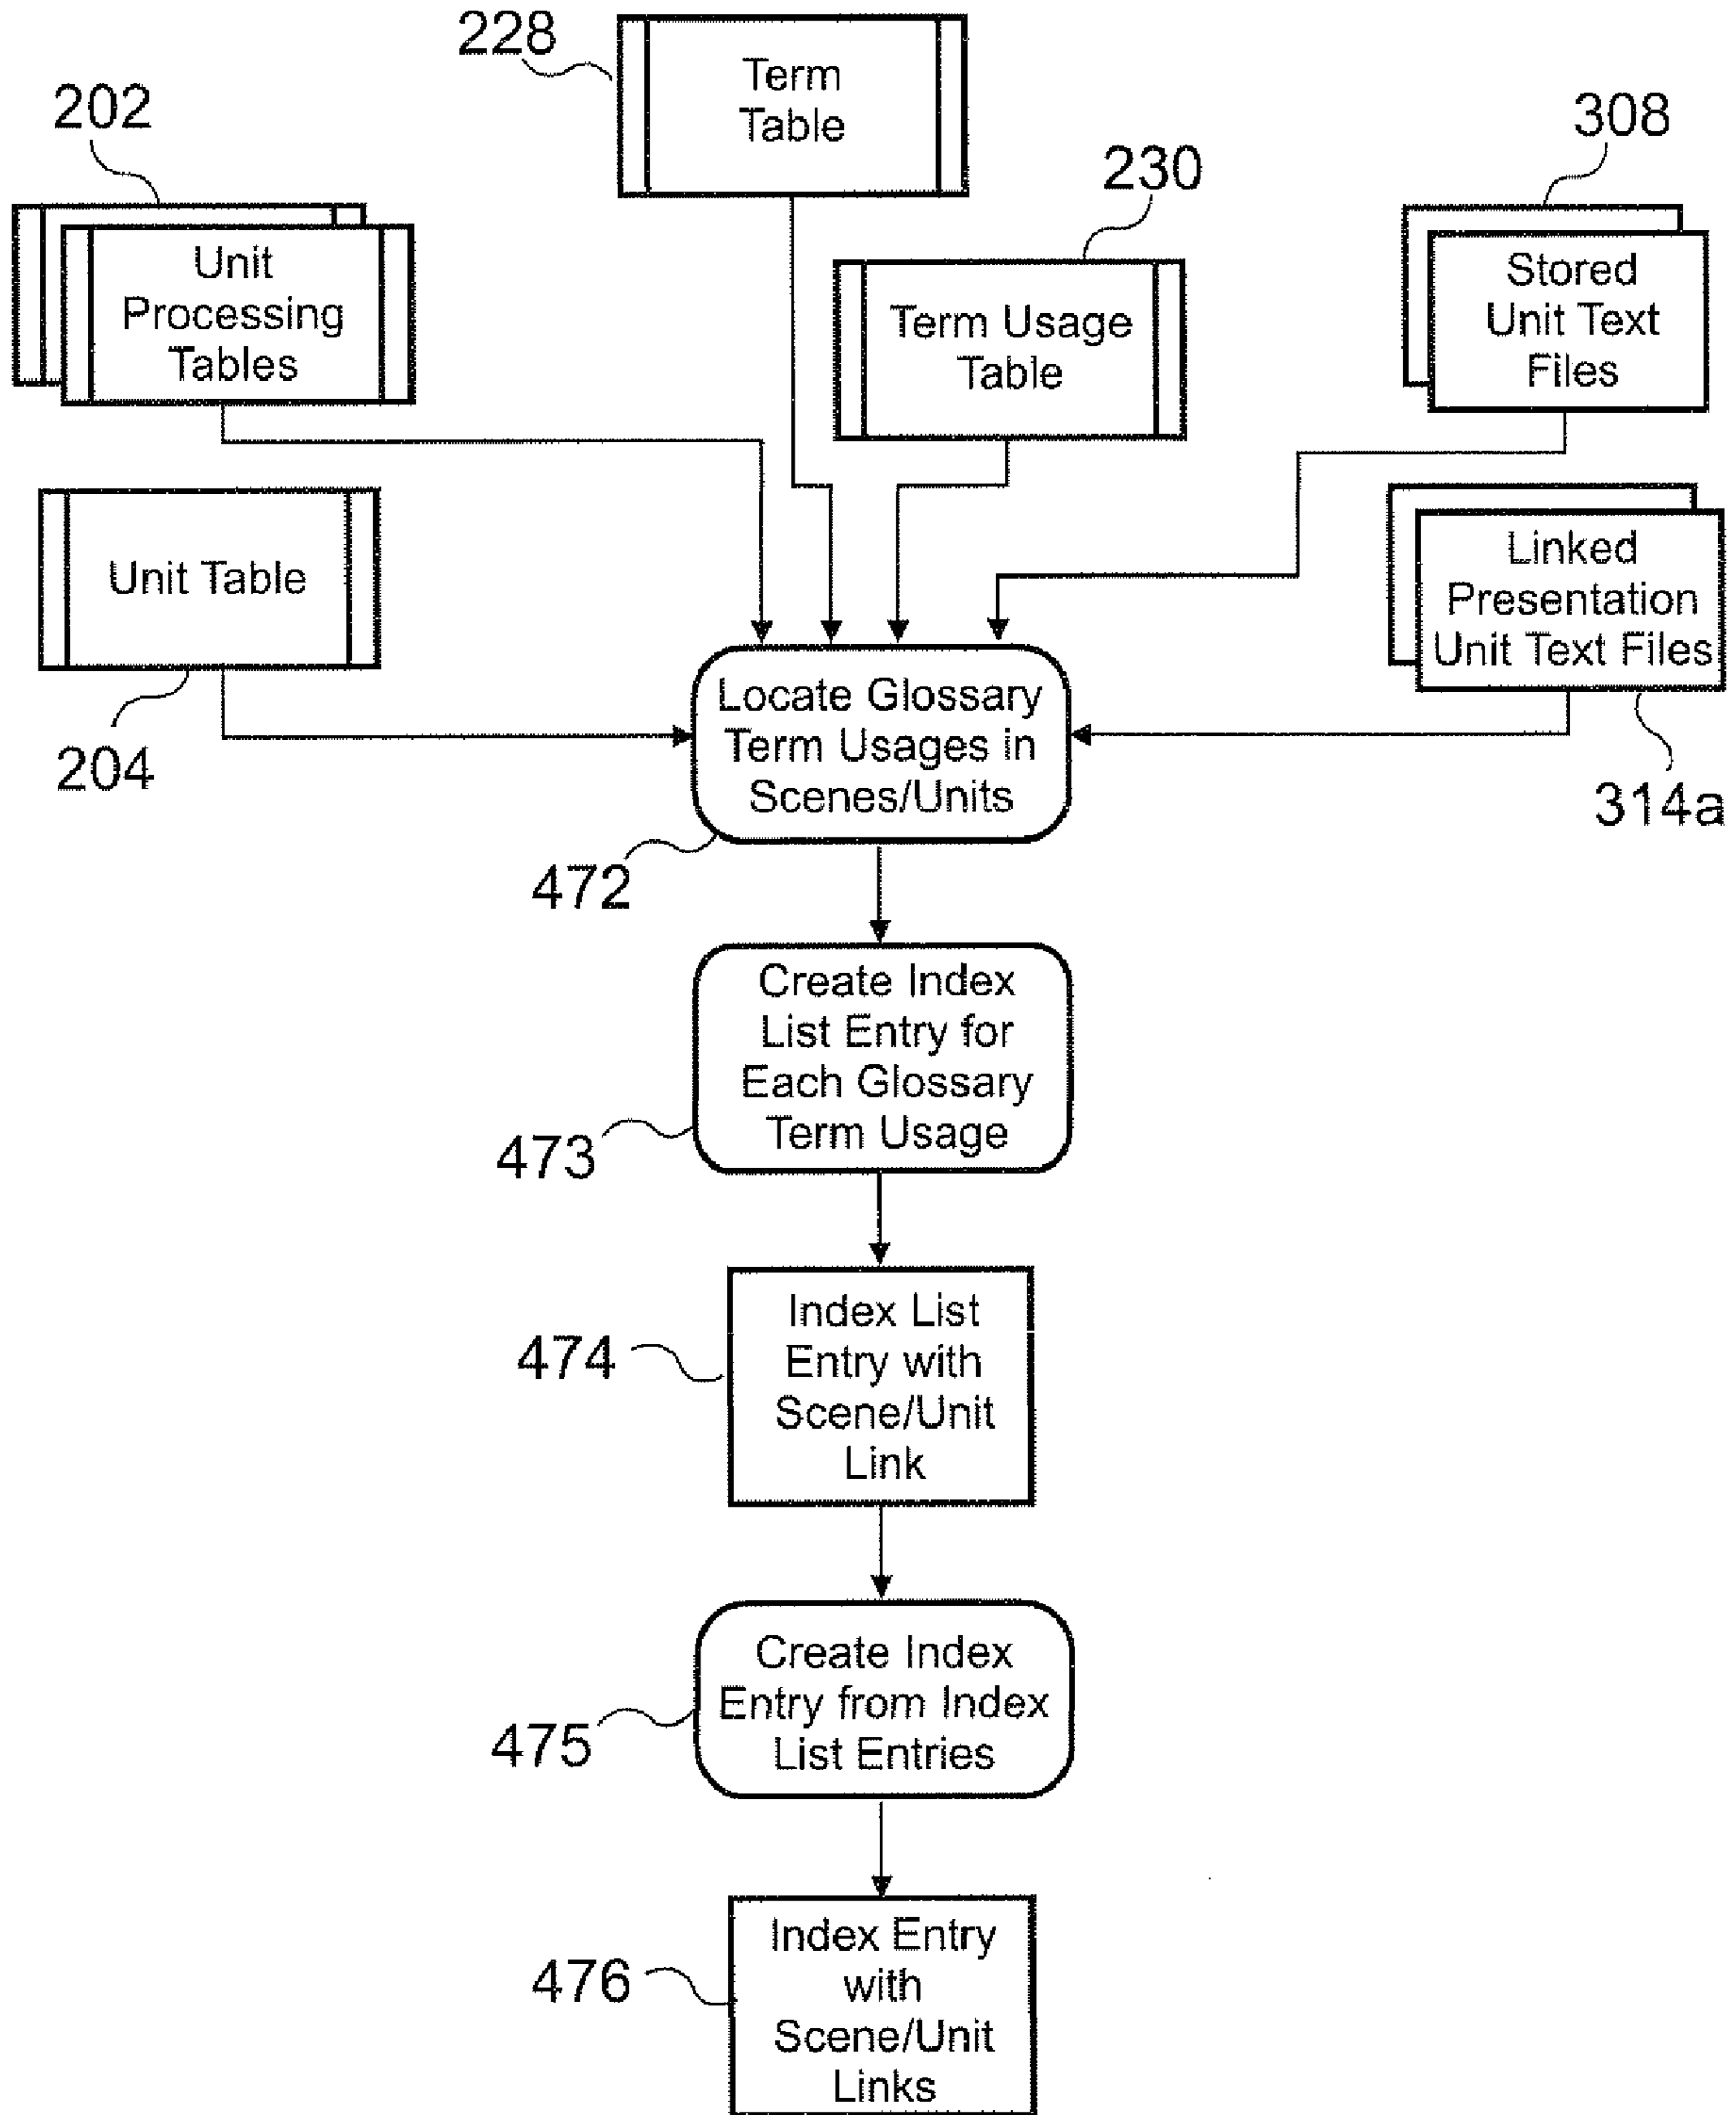 228
Term
Table
202
308
230
Unit
Processing
Tables
Term Usage
Table
Stored
Unit Text
Files
Unit Table
204
Linked
Presentation
Unit Text Files
314a
Locate Glossary
Term Usages in
Scenes/Units
472
Create Index
List Entry for
Each Glossary
Term Usage
473
Index List
Entry with
Scene/Unit
Link
474
Create Index
Entry from Index
List Entries
475
Index Entry
with
Scene/Unit
Links
476